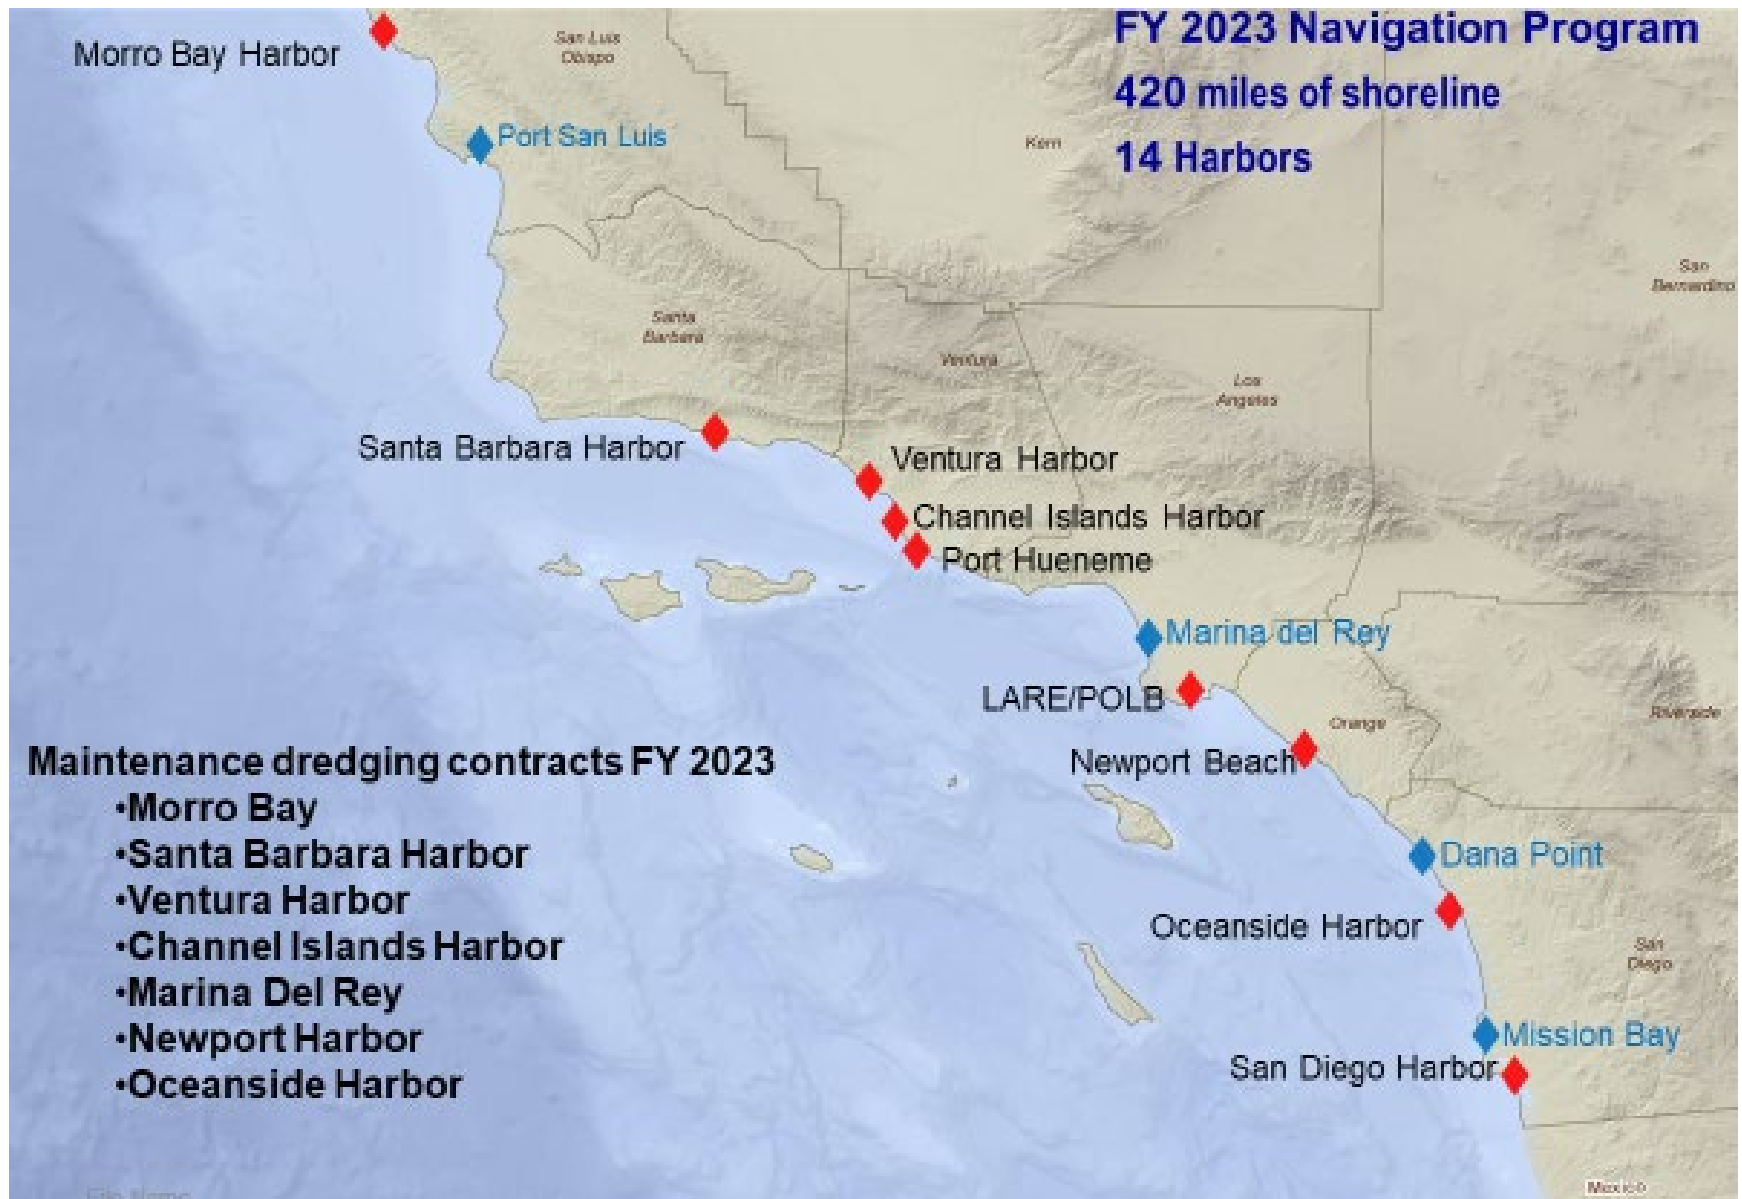 FY 2023 Navigation Program
420 miles of shoreline
14 Harbors
Morro Bay Harbor
San Luis
Obispo
Port San Luis
Kern
San
Bernardino
Santa
Barbara
Ventura
Los
Angeles
Santa Barbara Harbor
Ventura Harbor
Channel Islands Harbor
Port Hueneme
Marina del Rey
LARE/POLB
Orange
Riverside
Newport Beach
Dana Point
Oceanside Harbor
San
Diego
Mission Bay
San Diego Harbor
Mexico
Maintenance dredging contracts FY 2023
•Morro Bay
•Santa Barbara Harbor
•Ventura Harbor
•Channel Islands Harbor
•Marina Del Rey
•Newport Harbor
•Oceanside Harbor
File Name